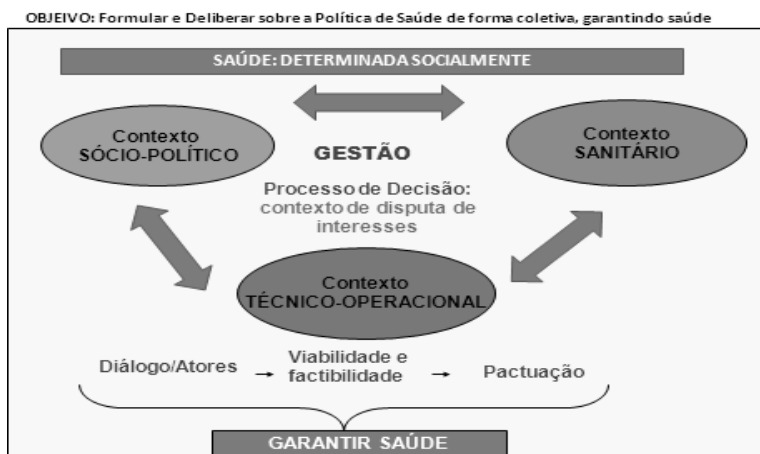 OBJEIVO: Formular e Deliberar sobre a Política de Saúde de forma coletiva, garantindo saúde
SAÚDE: DETERMINADA SOCIALMENTE
Contexto
SÓCIO-POLÍTICO
Contexto
SANITÁRIO
GESTÃO
Processo de Decisão:
contexto de disputa de
interesses
Contexto
TÉCNICO-OPERACIONAL
Diálogo/Atores
Viabilidade e
factibilidade
Pactuação
GARANTIR SAÚDE